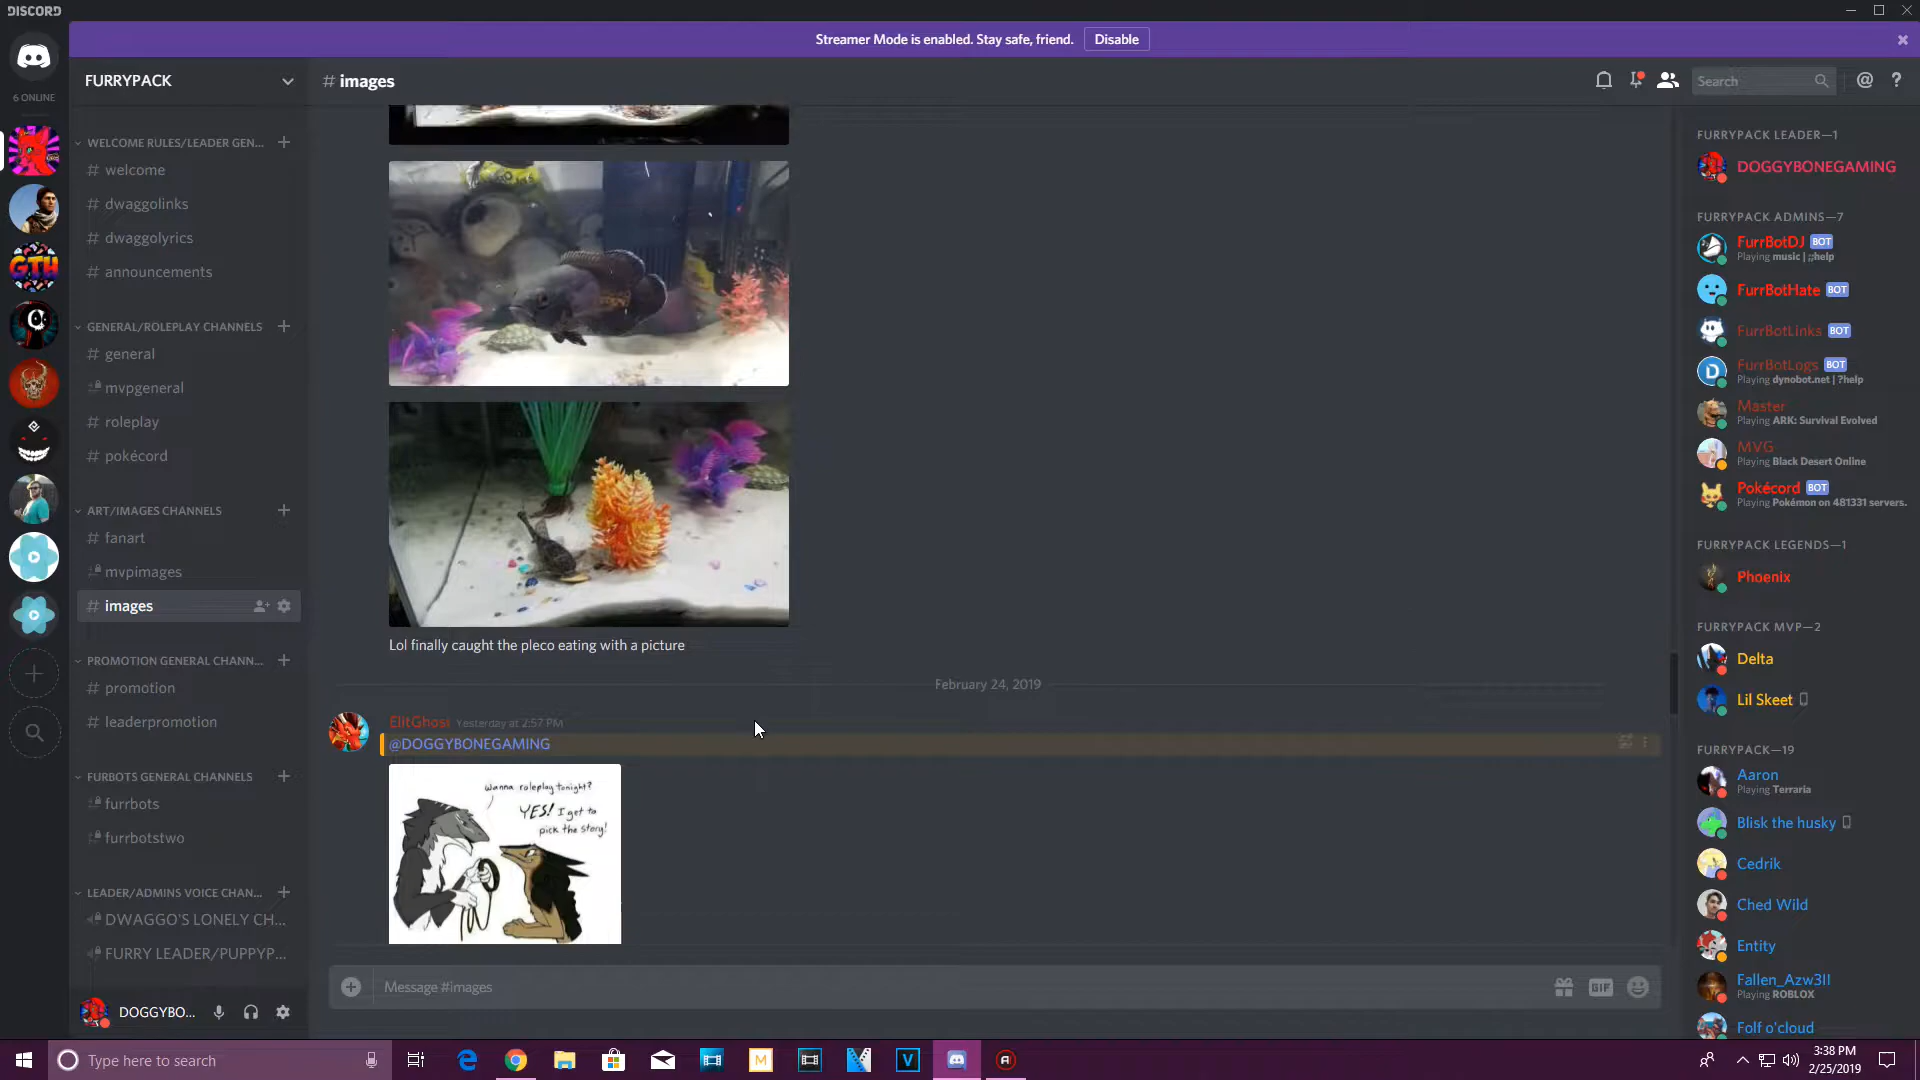 DISCORD
Streamer Mode is enabled. Stay safe, friend.
Disable
6 ONLINE
FURRYPACK
# images
Search
WELCOME RULES/LEADER GEN...
# welcome
# dwaggolinks
# dwaggolyrics
# announcements
GENERAL/ROLEPLAY CHANNELS
# general
mvpgeneral
# roleplay
# pokécord
ART/IMAGES CHANNELS
# fanart
mvpimages
# images
PROMOTION GENERAL CHANN...
# promotion
# leaderpromotion
FURBOTS GENERAL CHANNELS
furrbots
furrbotstwo
LEADER/ADMINS VOICE CHAN...
DWAGGO'S LONELY CH...
FURRY LEADER/PUPPYP...
DOGGYBO...
GTH
Lol finally caught the pleco eating with a picture
February 24, 2019
ElitGhosi Yesterday at 2:57 PM
@DOGGYBONEGAMING
Wanna roleplay tonight?
YES! I get to
pick the story!
Message #images
GIF
FURRYPACK LEADER—1
DOGGYBONEGAMING
FURRYPACK ADMINS—7
FurrBotDJ BOT
Playing music | ;;help
FurrBotHate BOT
FurrBotLinks BOT
FurrBotLogs BOT
Playing dynobot.net | ?help
Master
Playing ARK: Survival Evolved
MVG
Playing Black Desert Online
Pokécord BOT
Playing Pokémon on 481331 servers.
FURRYPACK LEGENDS—1
Phoenix
FURRYPACK MVP—2
Delta
Lil Skeet
FURRYPACK—19
Aaron
Playing Terraria
Blisk the husky
Cedrik
Ched Wild
Entity
Fallen_Azw3ll
Playing ROBLOX
Folf o'cloud
Type here to search
3:38 PM
2/25/2019